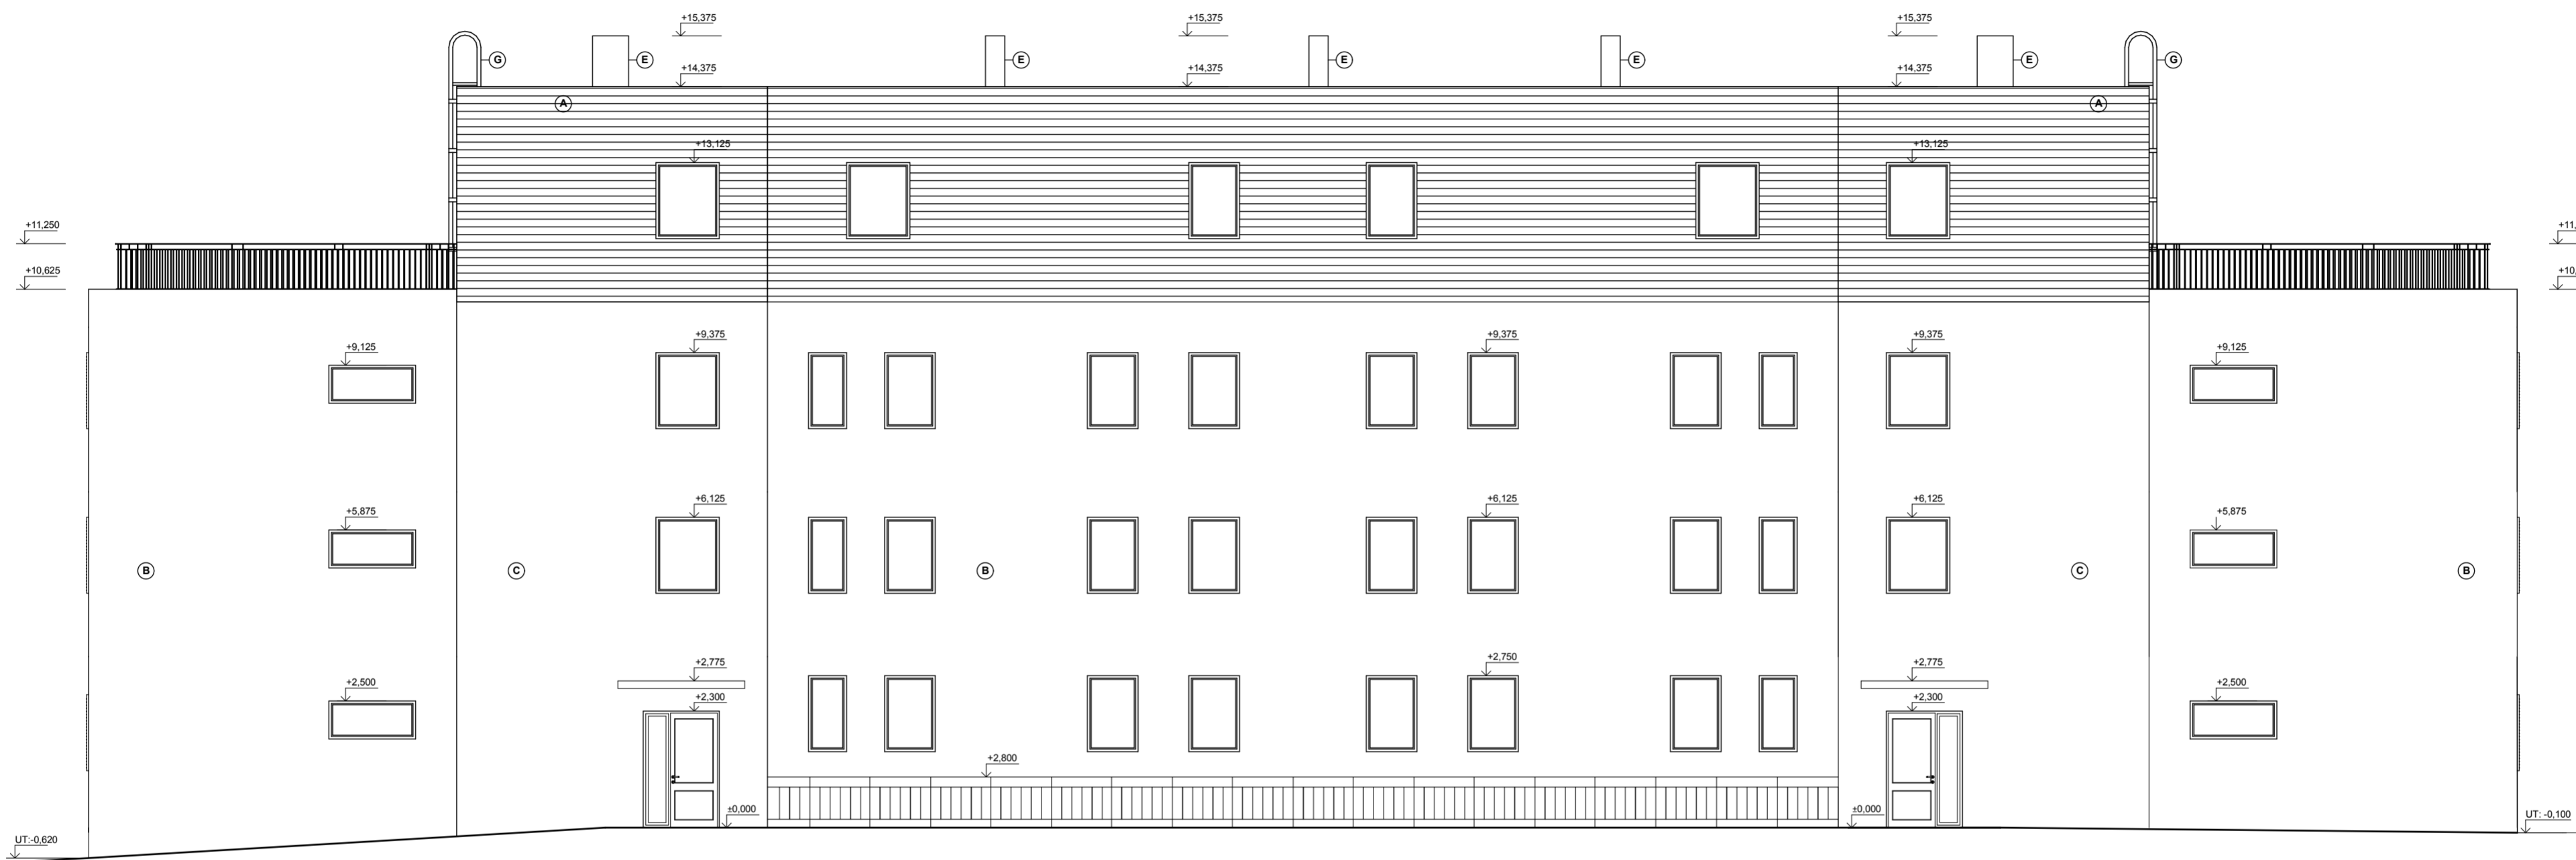 +15,375
+15,375
+15,375
G
E
E
E
E
E
G
+14,375
+14,375
+14,375
A
A
+13,125
+13,125
+11,250
+11,
+10,625
+10,
+9,375
+9,375
+9,375
+9,125
+9,125
+6,125
+6,125
+6,125
+5,875
+5,875
B
C
B
C
B
+2,775
+2,750
+2,775
+2,500
+2,300
+2,300
+2,500
+2,800
±0,000
±0,000
UT:-0,620
UT: -0,100